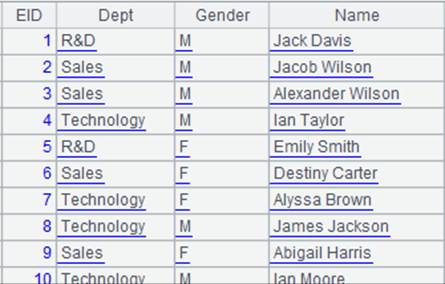 EID Dept Gender Name
1 R&D M Jack Davis
2 Sales M Jacob Wilson
3 Sales M Alexander Wilson
4 Technology M Ian Taylor
5 R&D F Emily Smith
6 Sales F Destiny Carter
7 Technology F Alyssa Brown
8 Technology M James Jackson
9 Sales F Abigail Harris
10 Technology M Ian Moore